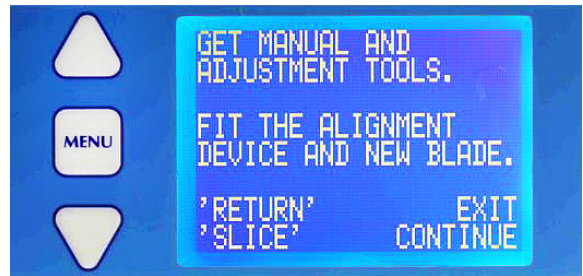 MENU
GET MANUAL AND
ADJUSTMENT TOOLS.
FIT THE ALIGNMENT
DEVICE AND NEW BLADE.
'RETURN' EXIT
'SLICE' CONTINUE